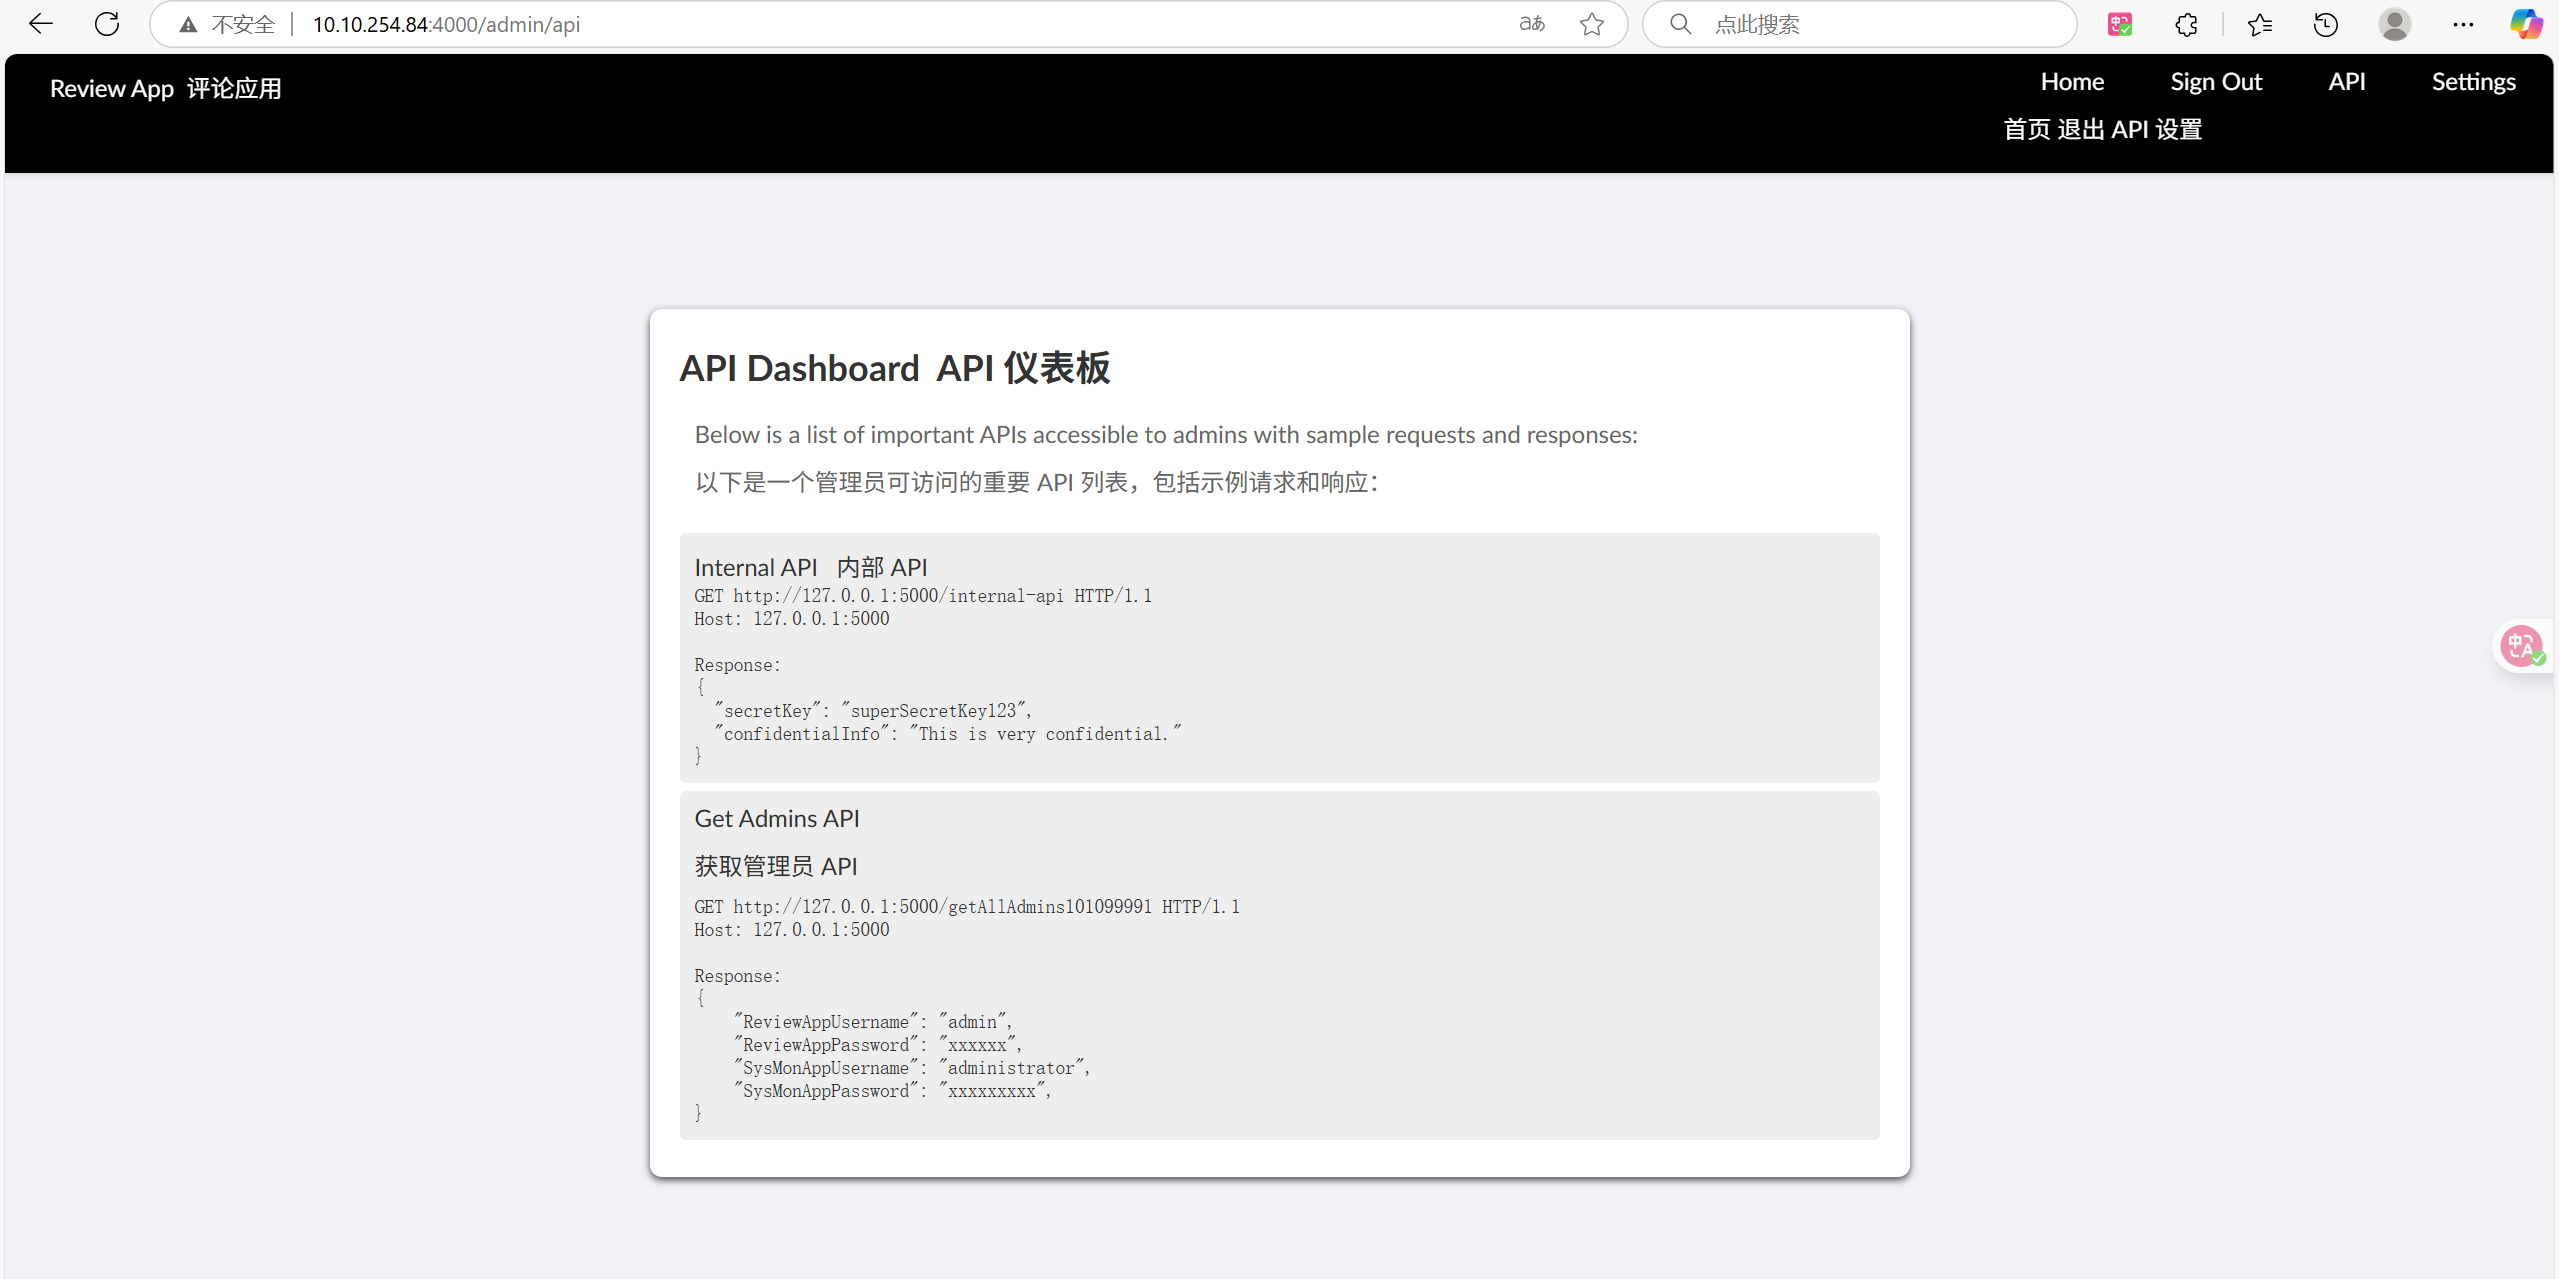 不安全 10.10.254.84:4000/admin/api aあ 点此搜索
Review App 评论应用
Home Sign Out API Settings
首页 退出 API 设置
API Dashboard API 仪表板
Below is a list of important APIs accessible to admins with sample requests and responses:
以下是一个管理员可访问的重要 API 列表，包括示例请求和响应：
Internal API 内部 API
GET http://127.0.0.1:5000/internal-api HTTP/1.1
Host: 127.0.0.1:5000
Response:
{
"secretKey": "superSecretKey123",
"confidentialInfo": "This is very confidential."
}
Get Admins API
获取管理员 API
GET http://127.0.0.1:5000/getAllAdmins101099991 HTTP/1.1
Host: 127.0.0.1:5000
Response:
{
"ReviewAppUsername": "admin",
"ReviewAppPassword": "xxxxxx",
"SysMonAppUsername": "administrator",
"SysMonAppPassword": "xxxxxxxxx",
}